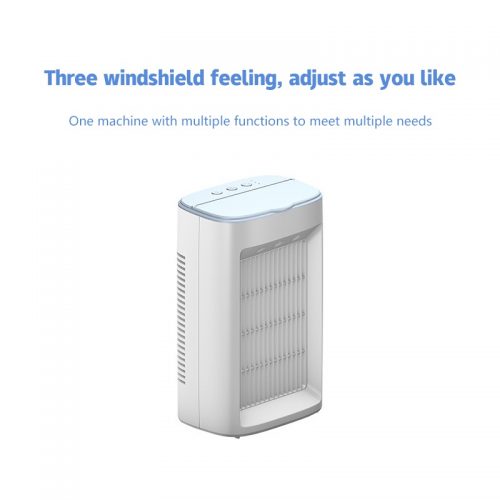 Three windshield feeling, adjust as you like
One machine with multiple functions to meet multiple needs